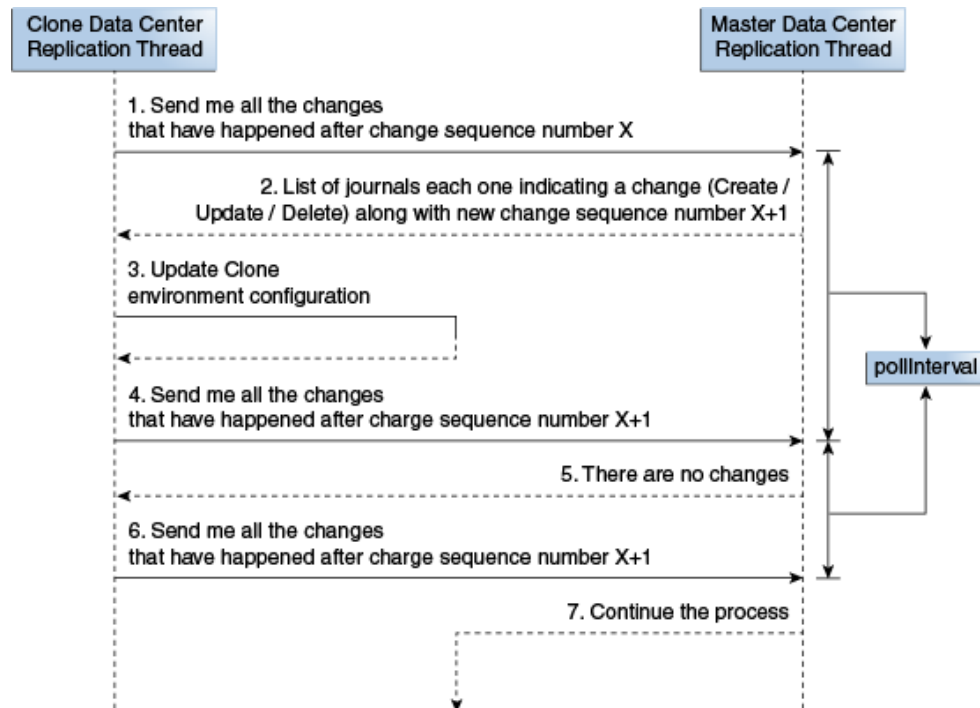 Clone Data Center
Replication Thread
Master Data Center
Replication Thread
1. Send me all the changes
that have happened after change sequence number X
2. List of journals each one indicating a change (Create /
Update / Delete) along with new change sequence number X+1
3. Update Clone
environment configuration
pollInterval
4. Send me all the changes
that have happened after charge sequence number X+1
5. There are no changes
6. Send me all the changes
that have happened after charge sequence number X+1
7. Continue the process